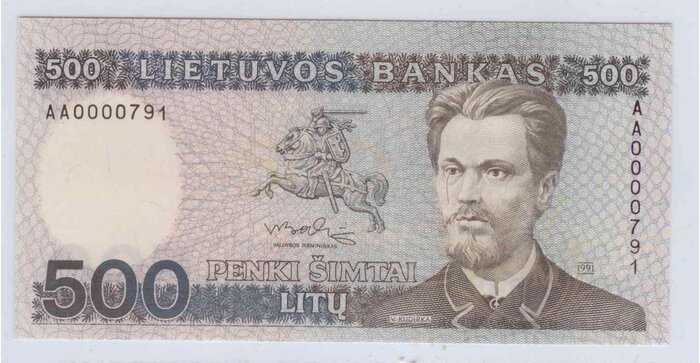 500 LIETUVOS BANKAS 500
AA0000791
VALDYBOS PIRMININKAS
PENKI ŠIMTAI
500 LITŲ
V. KUDIRKA
1991
AA0000791